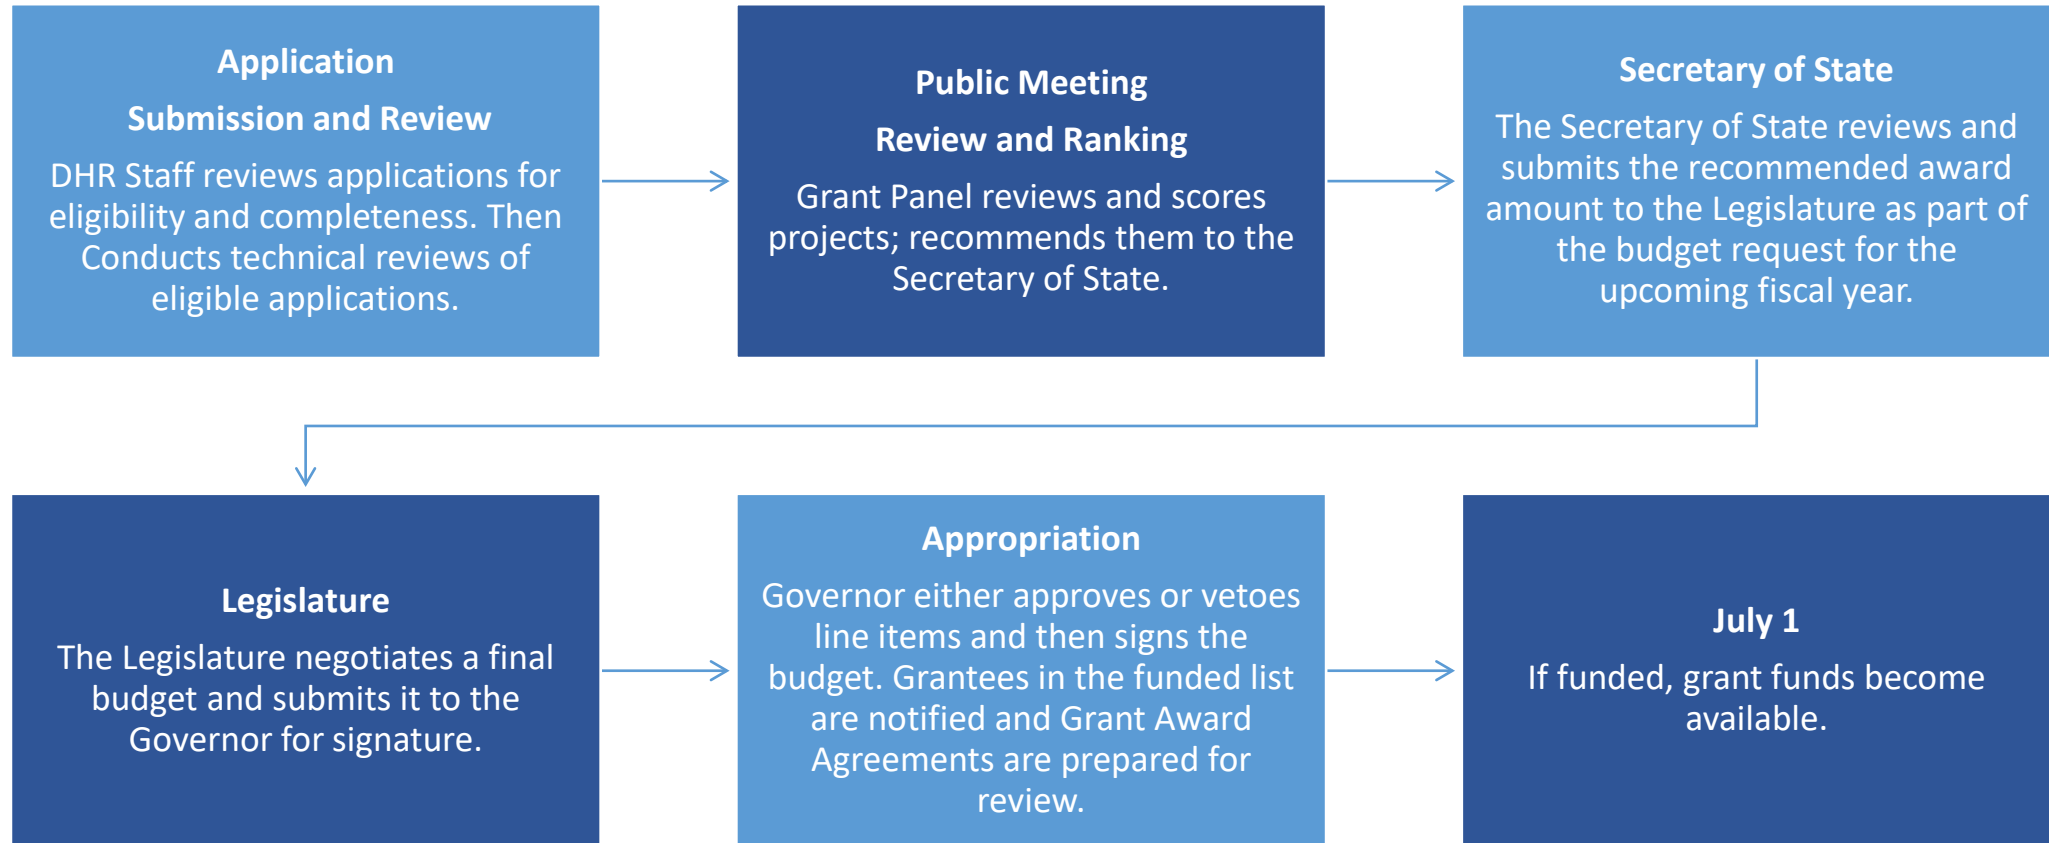 Application
Submission and Review
DHR Staff reviews applications for
eligibility and completeness. Then
Conducts technical reviews of
eligible applications.
Public Meeting
Review and Ranking
Grant Panel reviews and scores
projects; recommends them to the
Secretary of State.
Secretary of State
The Secretary of State reviews and
submits the recommended award
amount to the Legislature as part of
the budget request for the
upcoming fiscal year.
Legislature
The Legislature negotiates a final
budget and submits it to the
Governor for signature.
Appropriation
Governor either approves or vetoes
line items and then signs the
budget. Grantees in the funded list
are notified and Grant Award
Agreements are prepared for
review.
July 1
If funded, grant funds become
available.